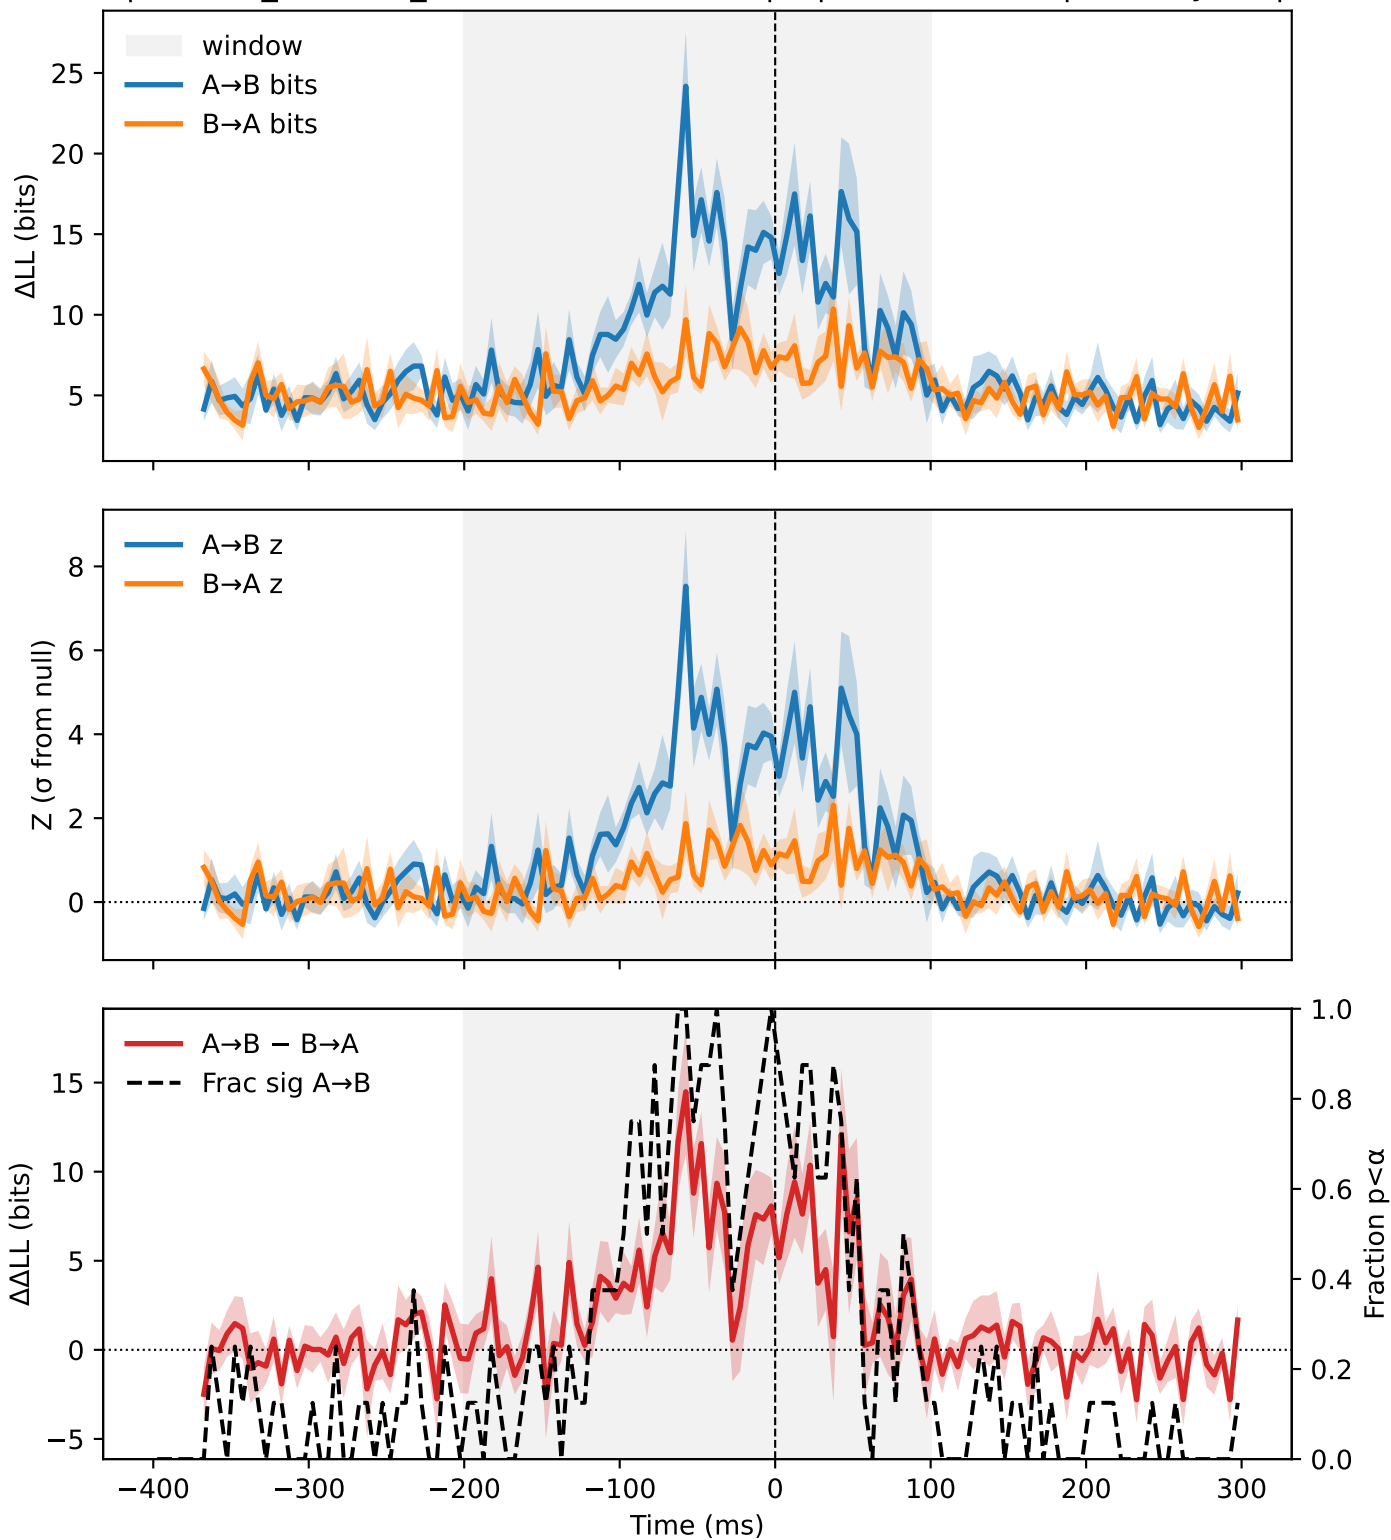 window
A→B bits
B→A bits
25
20
15
10
5
ΔLL (bits)
A→B z
B→A z
8
6
4
2
0
Z (σ from null)
A→B − B→A
Frac sig A→B
15
10
5
0
−5
ΔΔLL (bits)
1.0
0.8
0.6
0.4
0.2
0.0
Fraction p<α
−400 −300 −200 −100 0 100 200 300
Time (ms)